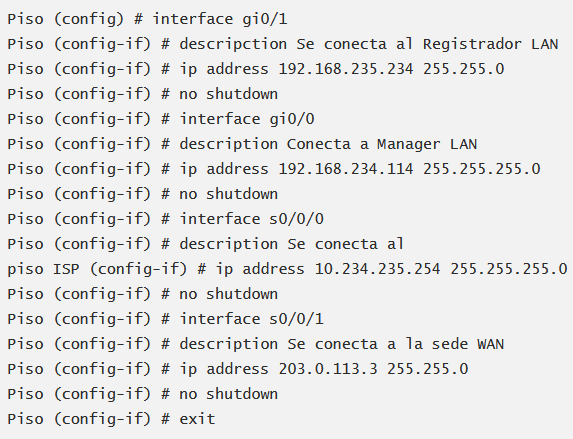 Piso (config) # interface gi0/1
Piso (config-if) # descripction Se conecta al Registrador LAN
Piso (config-if) # ip address 192.168.235.234 255.255.0
Piso (config-if) # no shutdown
Piso (config-if) # interface gi0/0
Piso (config-if) # description Conecta a Manager LAN
Piso (config-if) # ip address 192.168.234.114 255.255.255.0
Piso (config-if) # no shutdown
Piso (config-if) # interface s0/0/0
Piso (config-if) # description Se conecta al
piso ISP (config-if) # ip address 10.234.235.254 255.255.255.0
Piso (config-if) # no shutdown
Piso (config-if) # interface s0/0/1
Piso (config-if) # description Se conecta a la sede WAN
Piso (config-if) # ip address 203.0.113.3 255.255.0
Piso (config-if) # no shutdown
Piso (config-if) # exit